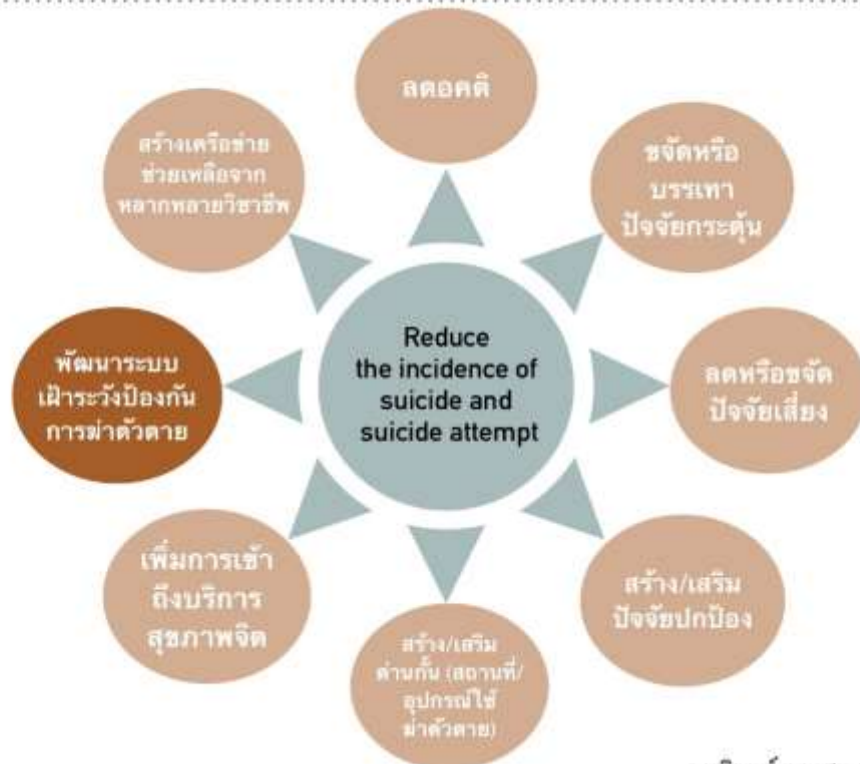 ลดอคติ
ขจัดหรือ
บรรเทา
ปัจจัยกระตุ้น
ลดหรือขจัด
ปัจจัยเสี่ยง
สร้าง/เสริม
ปัจจัยปกป้อง
สร้าง/เสริม
ด่านกั้น (สถานที่/
อุปกรณ์ใช้
ฆ่าตัวตาย)
เพิ่มการเข้า
ถึงบริการ
สุขภาพจิต
พัฒนาระบบ
เฝ้าระวังป้องกัน
การฆ่าตัวตาย
สร้างเครือข่าย
ช่วยเหลือจาก
หลากหลายวิชาชีพ
Reduce
the incidence of
suicide and
suicide attempt